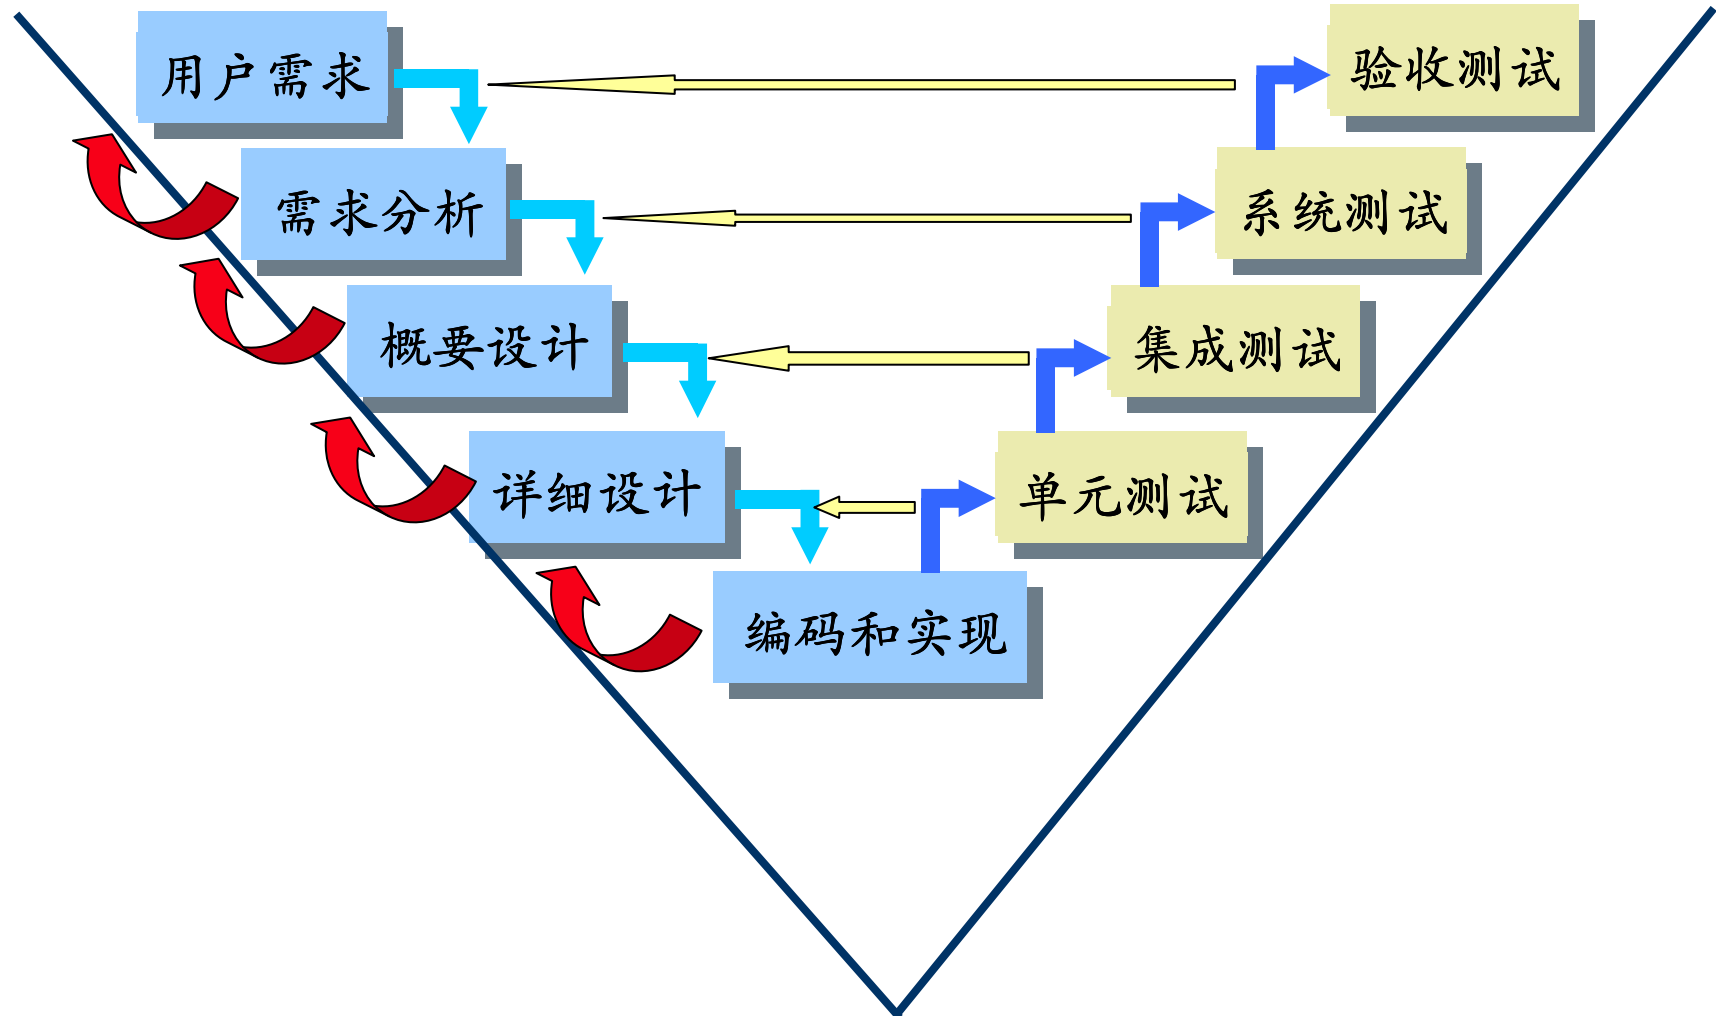 用户需求
验收测试
需求分析
系统测试
概要设计
集成测试
详细设计
单元测试
编码和实现